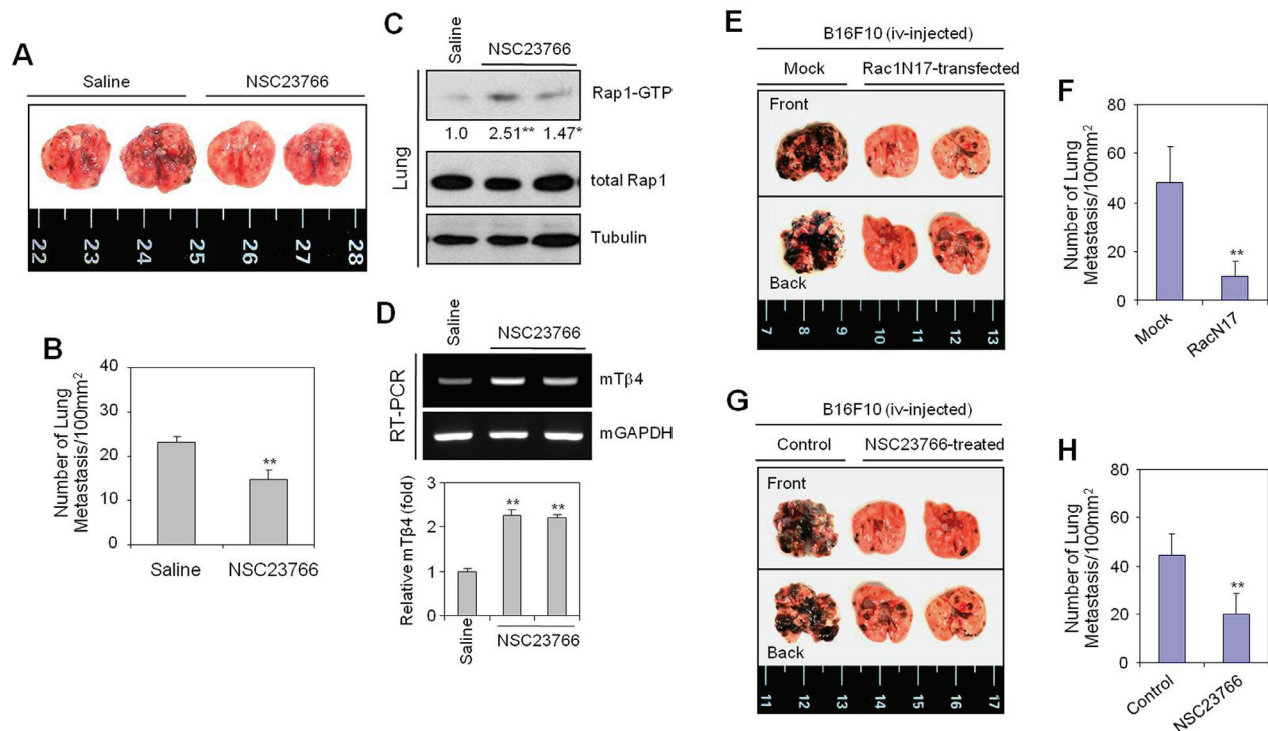 A
Saline NSC23766
22 23 24 25 26 27 28
B
Number of Lung
Metastasis/100mm²
40
30
20
10
0
**
Saline NSC23766
C
Saline
NSC23766
Lung
Rap1-GTP
1.0 2.51** 1.47*
total Rap1
Tubulin
D
Saline
NSC23766
RT-PCR
mTβ4
mGAPDH
Relative mTβ4 (fold)
3
2
1
0
** **
Saline
NSC23766
E
B16F10 (iv-injected)
Mock Rac1N17-transfected
Front
Back
7 8 9 10 11 12 13
F
Number of Lung
Metastasis/100mm²
80
60
40
20
0
**
Mock
RacN17
G
B16F10 (iv-injected)
Control NSC23766-treated
Front
Back
11 12 13 14 15 16 17
H
Number of Lung
Metastasis/100mm²
80
60
40
20
0
**
Control
NSC23766